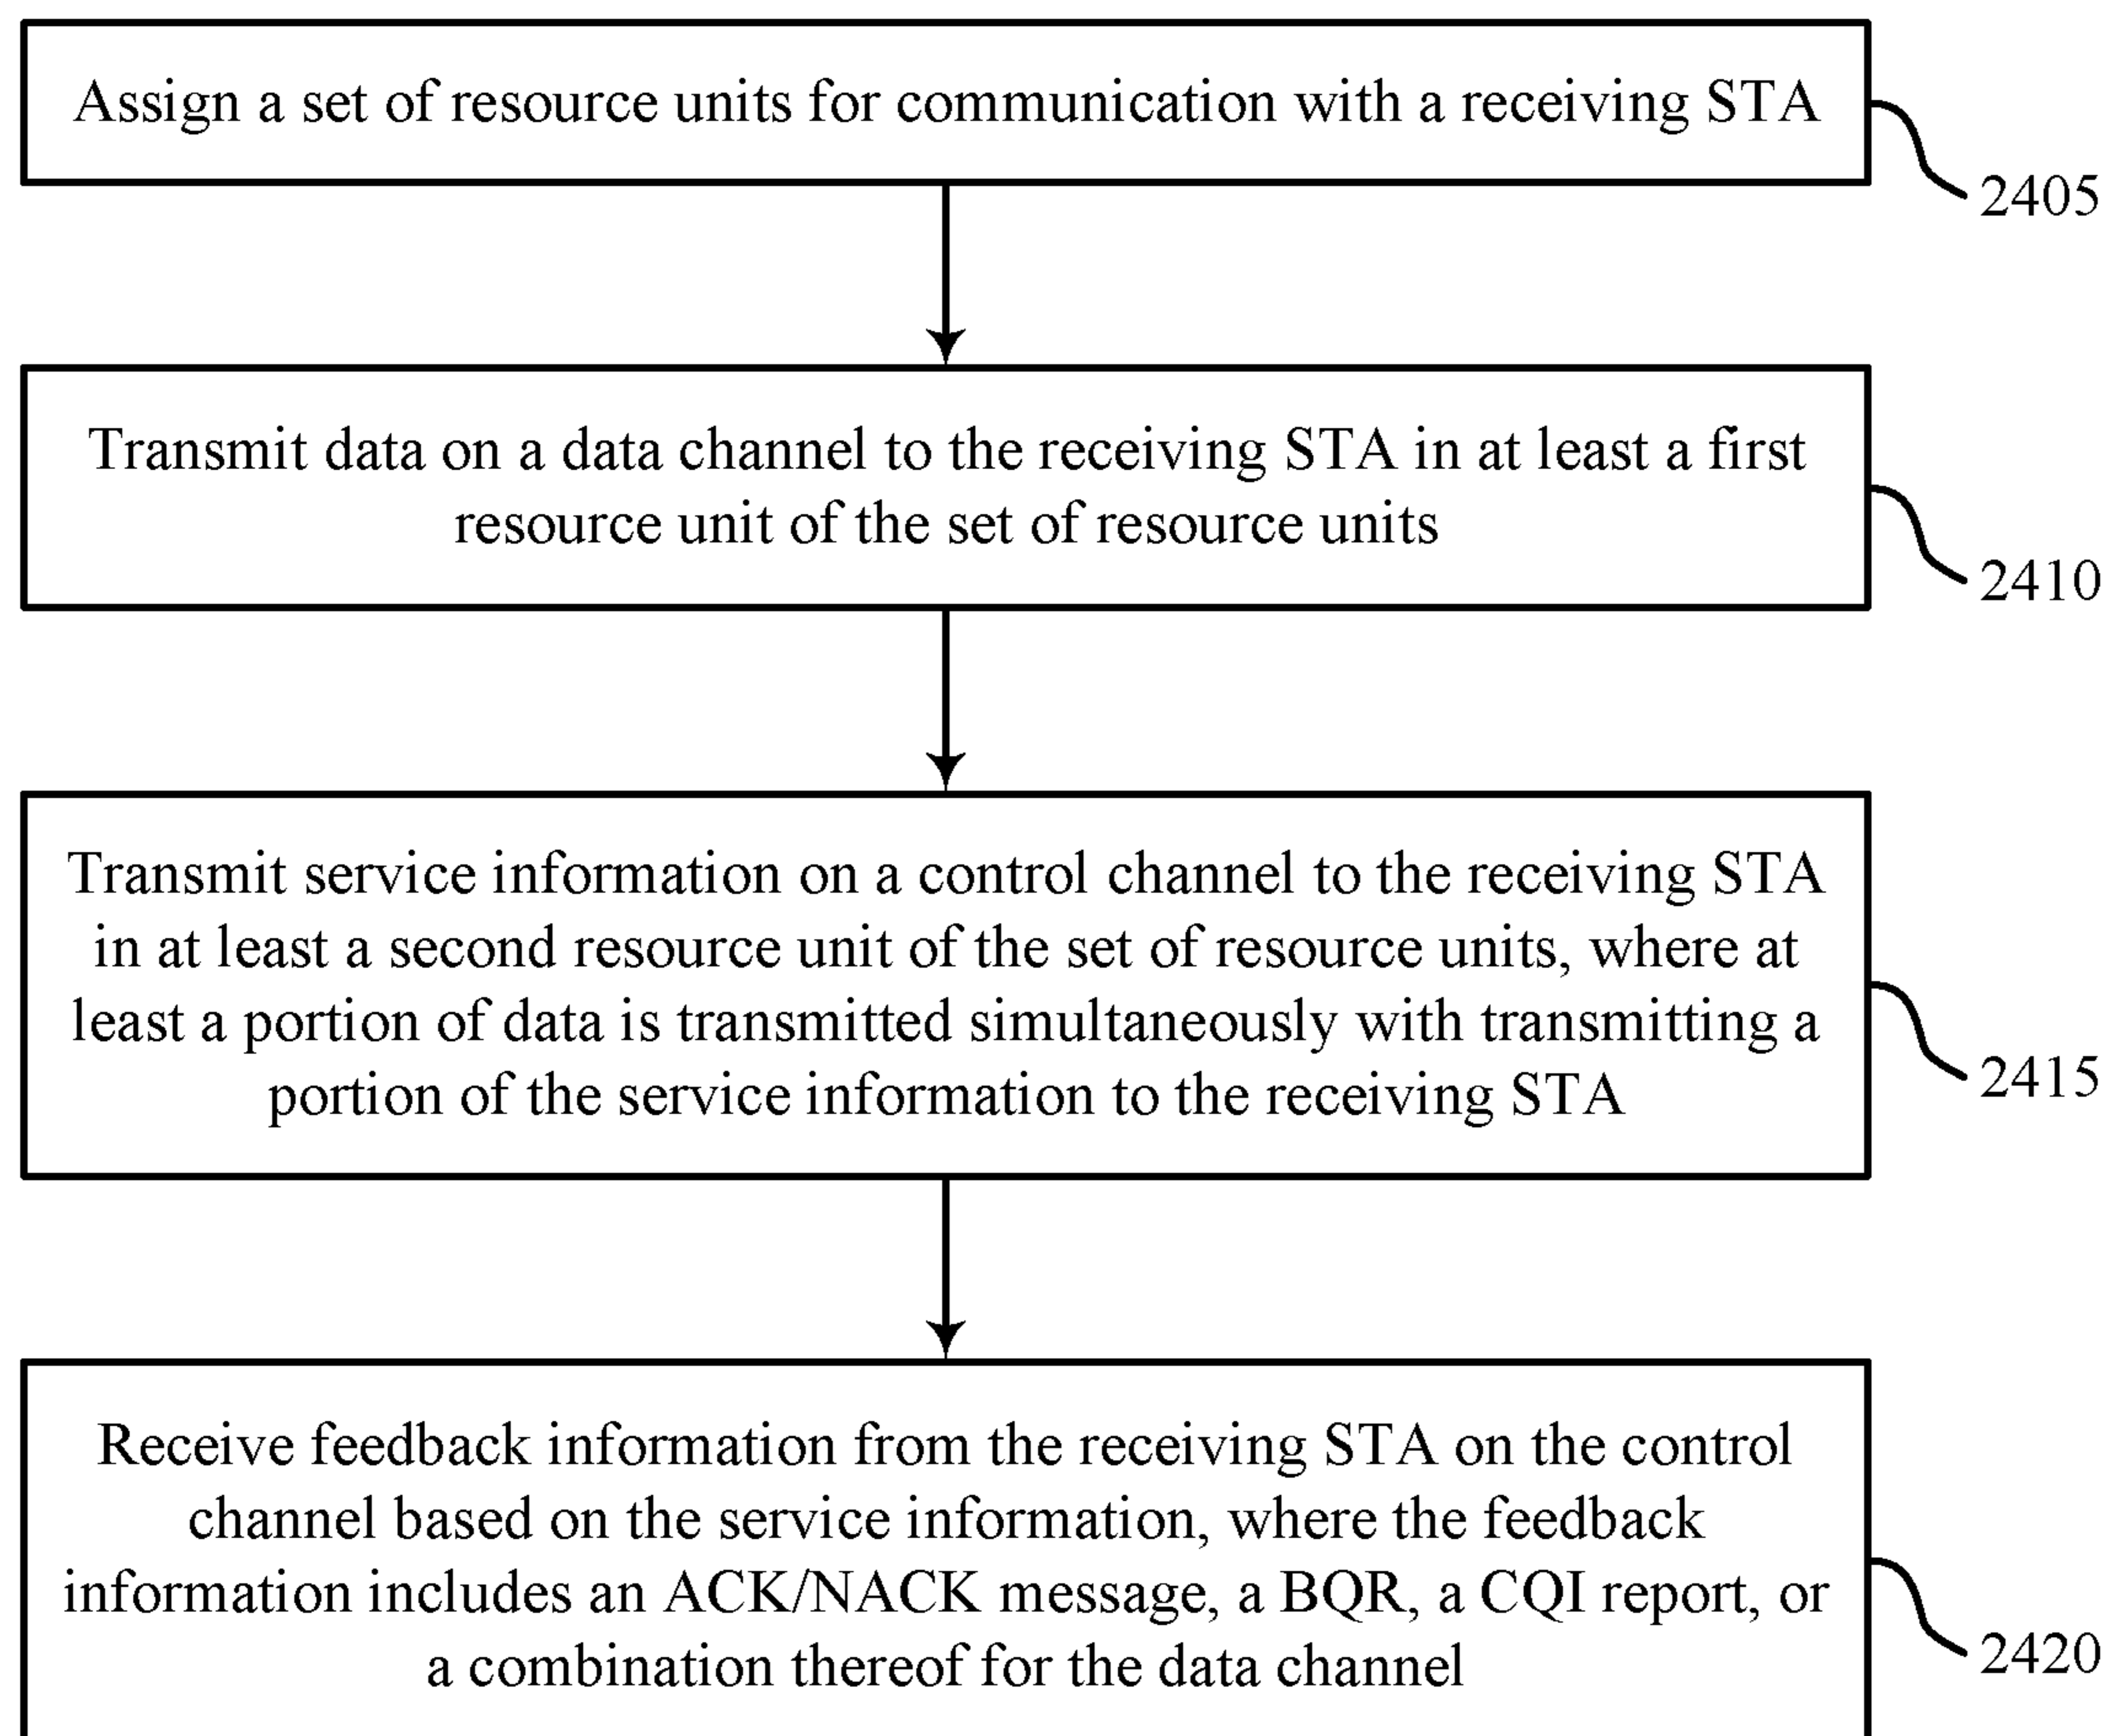 Assign a set of resource units for communication with a receiving STA
2405
Transmit data on a data channel to the receiving STA in at least a first
resource unit of the set of resource units
2410
Transmit service information on a control channel to the receiving STA
in at least a second resource unit of the set of resource units, where at
least a portion of data is transmitted simultaneously with transmitting a
portion of the service information to the receiving STA
2415
Receive feedback information from the receiving STA on the control
channel based on the service information, where the feedback
information includes an ACK/NACK message, a BQR, a CQI report, or
a combination thereof for the data channel
2420